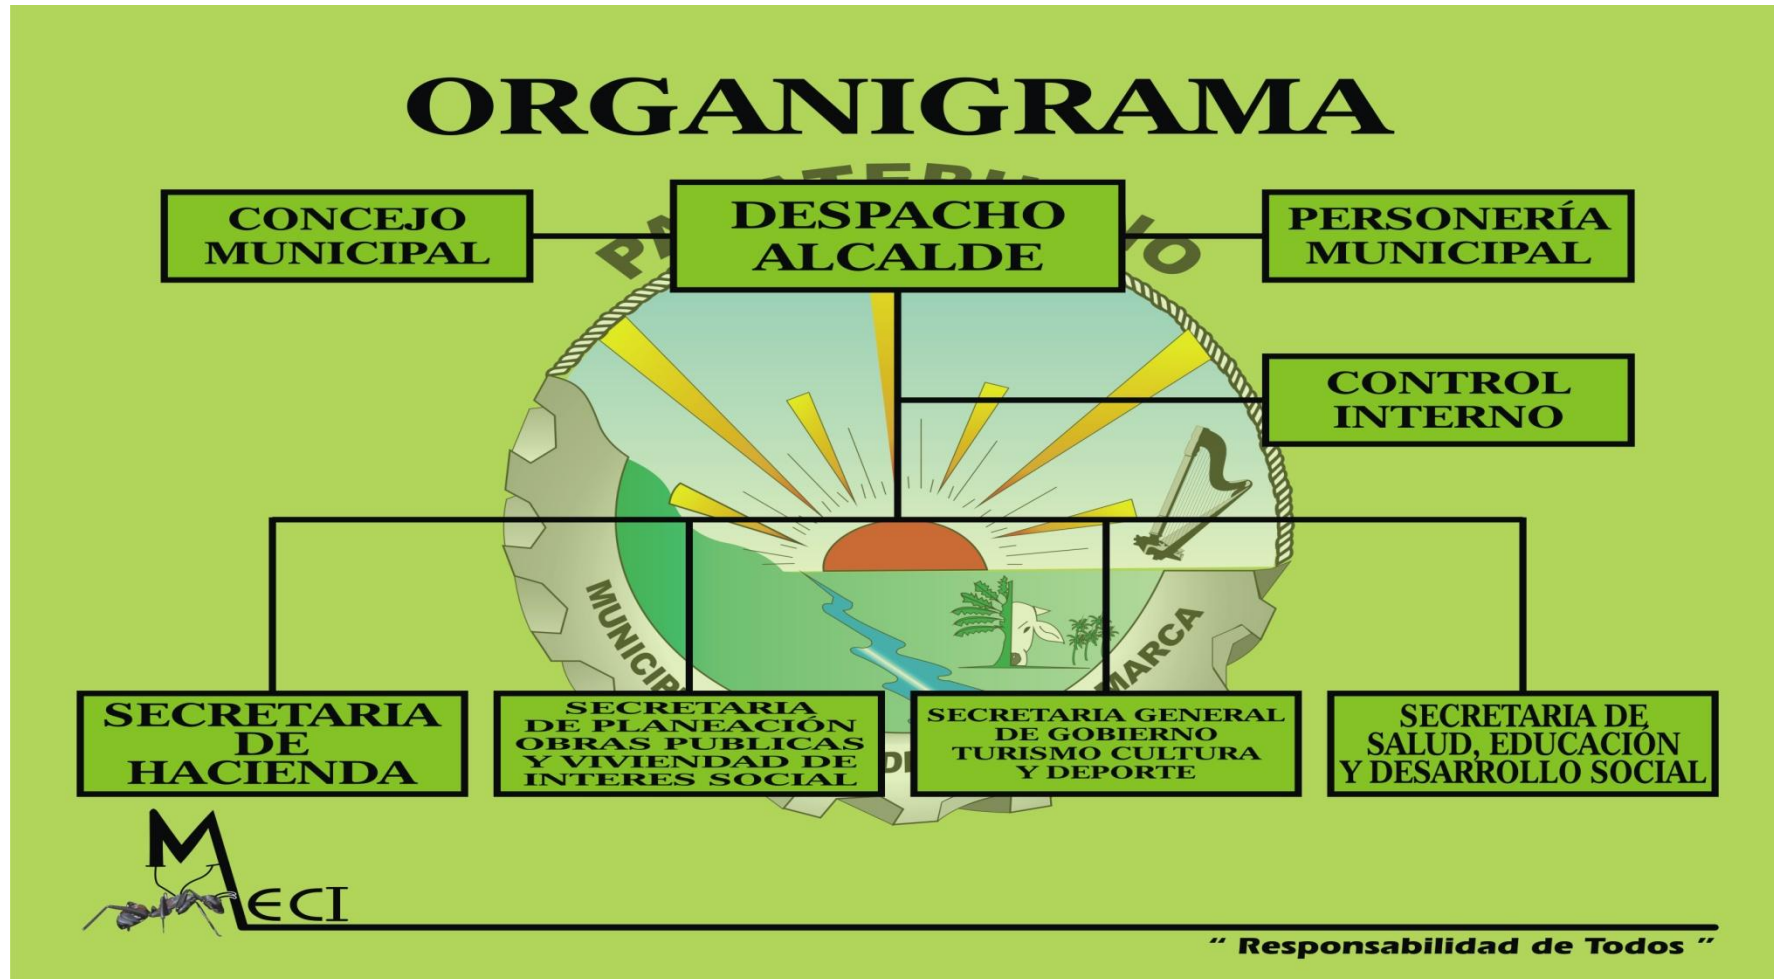 ORGANIGRAMA
CONCEJO
MUNICIPAL
DESPACHO
ALCALDE
PERSONERÍA
MUNICIPAL
CONTROL
INTERNO
SECRETARIA
DE
HACIENDA
SECRETARIA
DE PLANEACIÓN
OBRAS PUBLICAS
Y VIVIENDAD DE
INTERES SOCIAL
SECRETARIA GENERAL
DE GOBIERNO
TURISMO CULTURA
Y DEPORTE
SECRETARIA DE
SALUD, EDUCACIÓN
Y DESARROLLO SOCIAL
MECI
“ Responsabilidad de Todos ”